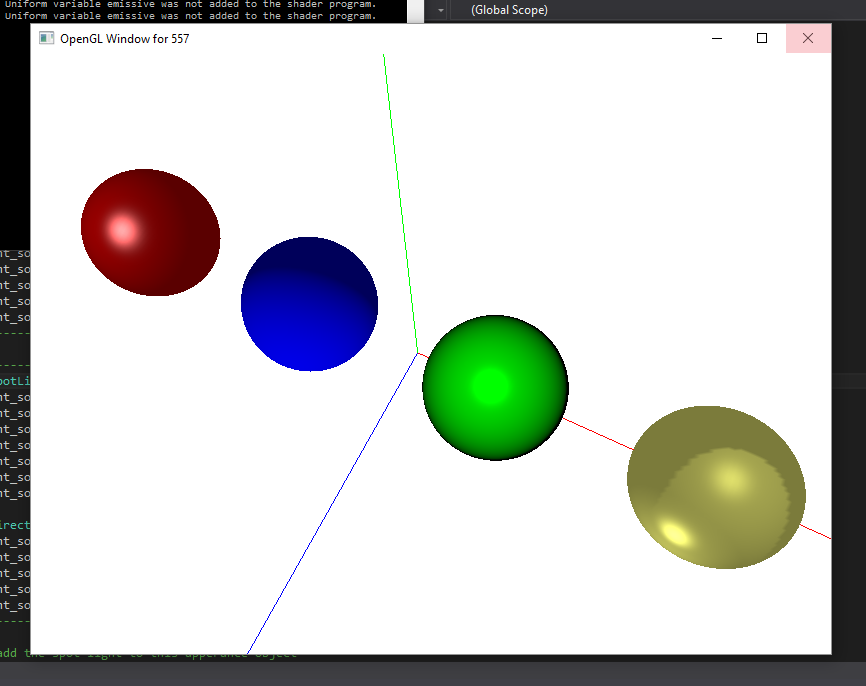 Uniform variable emissive was not added to the shader program.
Uniform variable emissive was not added to the shader program.
(Global Scope)
OpenGL Window for 557
nt_so
nt_so
nt_so
nt_so
nt_so
-----
potLi
nt_so
nt_so
nt_so
nt_so
nt_so
nt_so
nt_so
irect
nt_so
nt_so
nt_so
nt_so
nt_so
-----
add the spot light to this apperance object